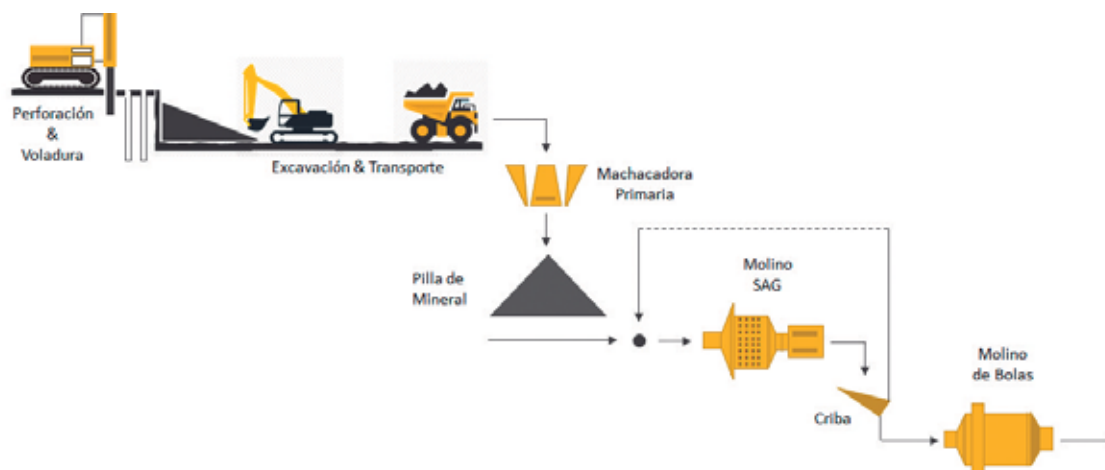 Perforación
&
Voladura
Excavación & Transporte
Machacadora
Primaria
Pilla de
Mineral
Molino
SAG
Criba
Molino
de Bolas